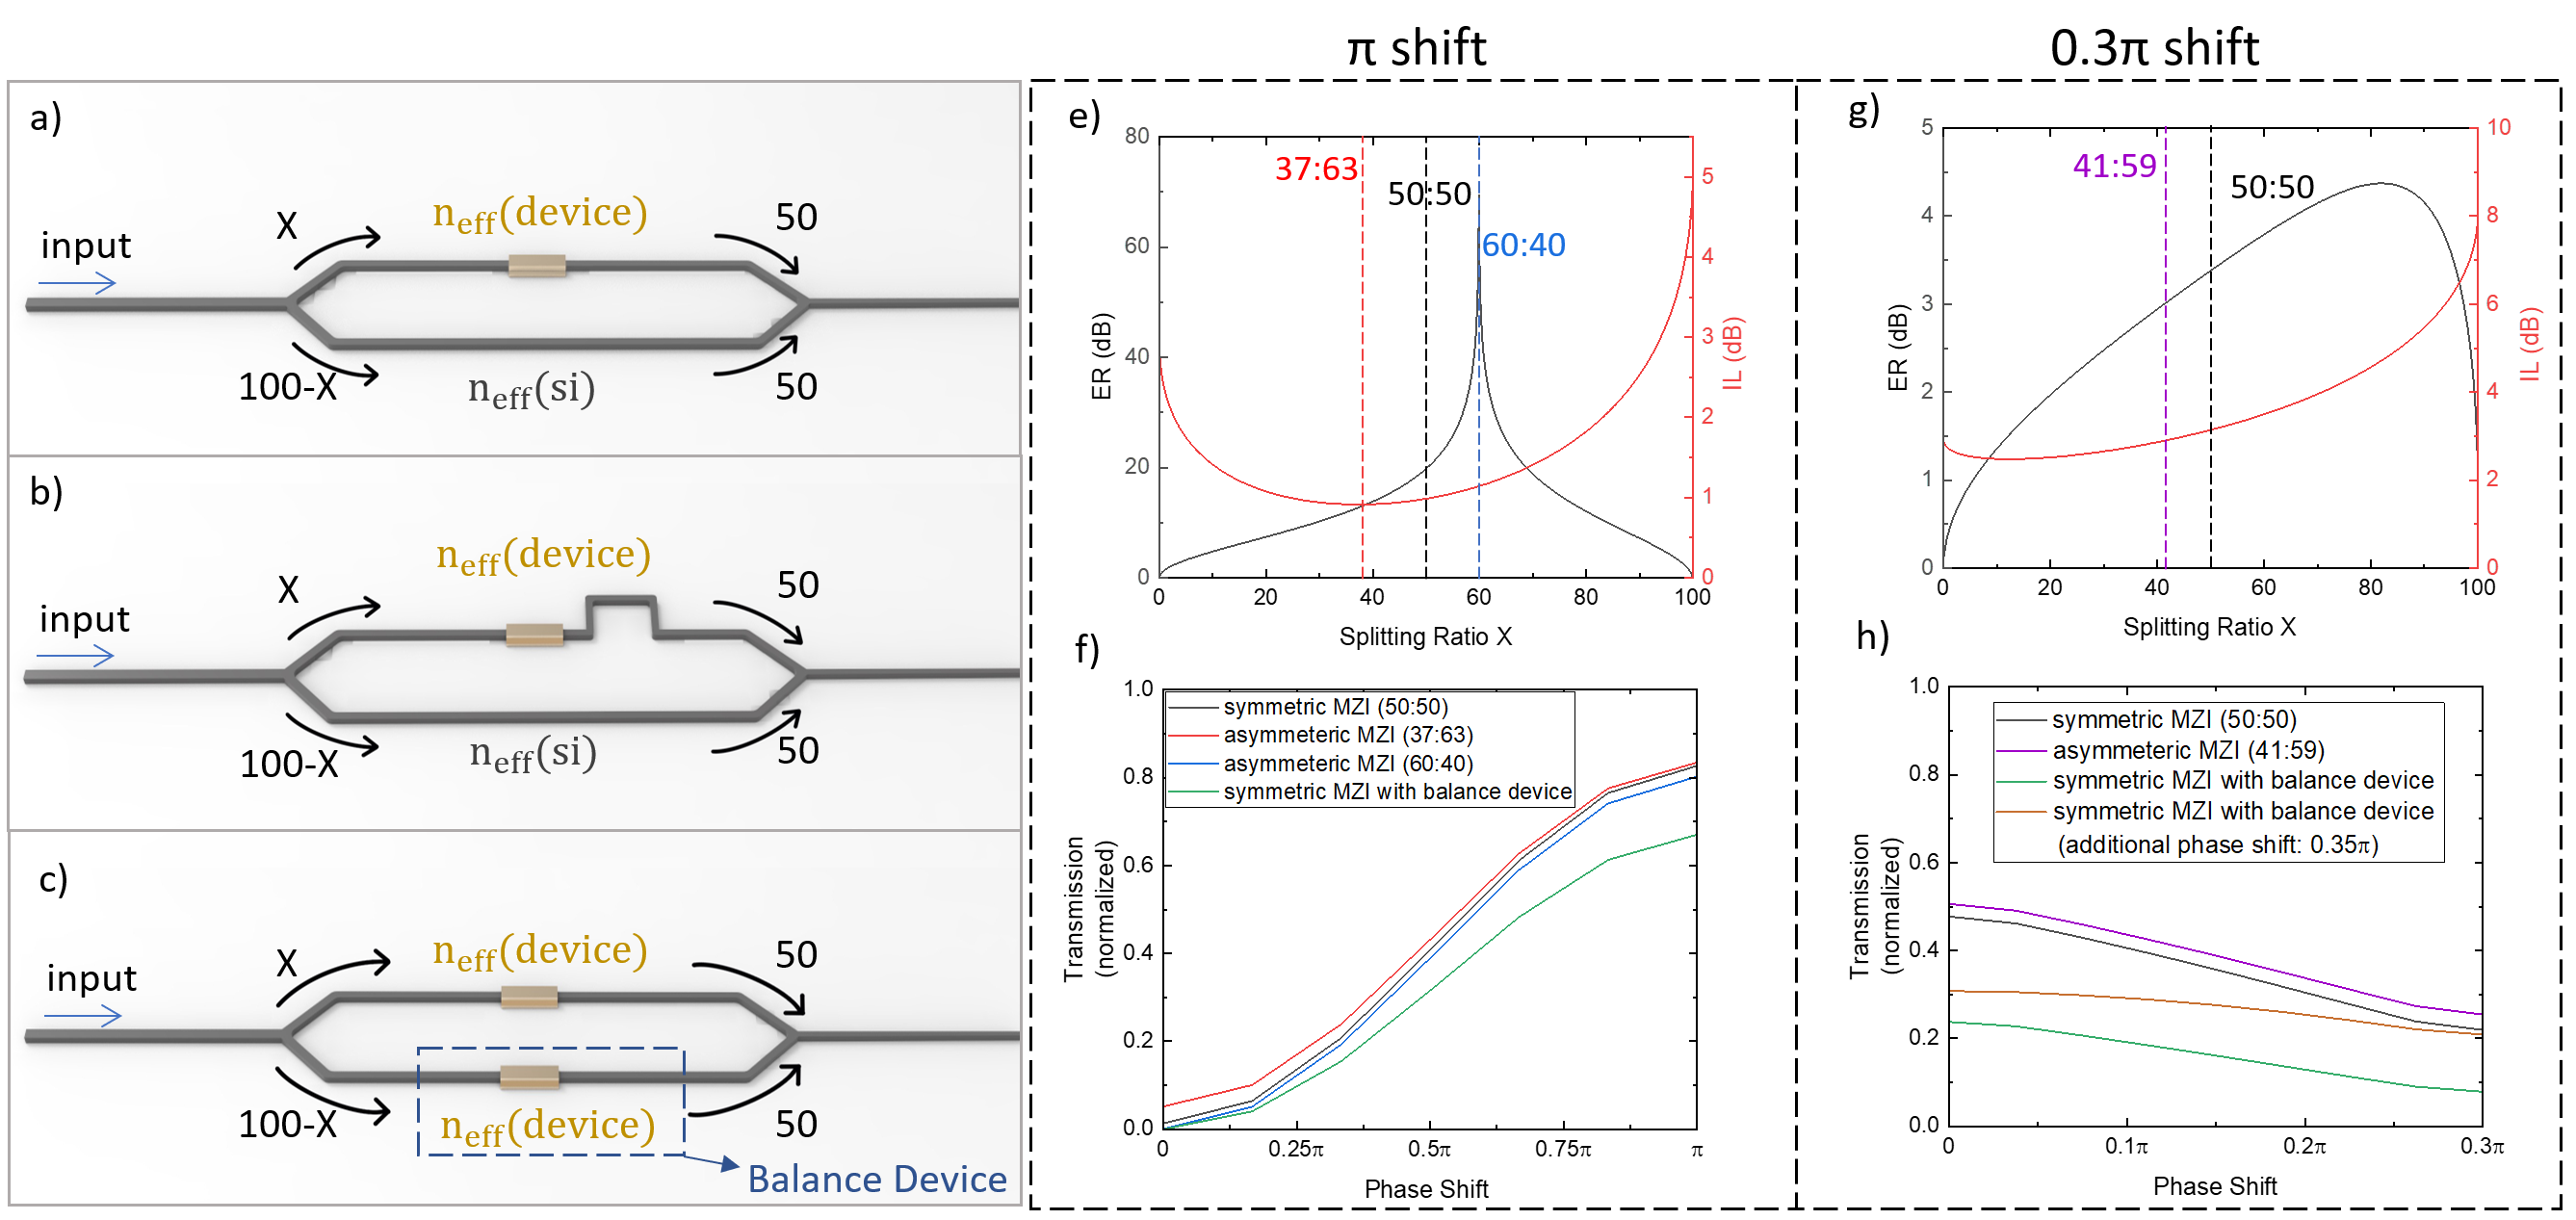 π shift
0.3π shift
a)
input
X
n_eff(device)
50
100-X
n_eff(si)
50
b)
input
X
n_eff(device)
50
100-X
n_eff(si)
50
c)
input
X
n_eff(device)
50
100-X
n_eff(device)
50
Balance Device
e)
37:63
50:50
60:40
80
60
40
20
0
ER (dB)
5
4
3
2
1
0
IL (dB)
0 20 40 60 80 100
Splitting Ratio X
f)
symmetric MZI (50:50)
asymmeteric MZI (37:63)
asymmeteric MZI (60:40)
symmetric MZI with balance device
1.0
0.8
0.6
0.4
0.2
0.0
Transmission
(normalized)
0 0.25π 0.5π 0.75π π
Phase Shift
g)
41:59
50:50
5
4
3
2
1
0
ER (dB)
10
8
6
4
2
0
IL (dB)
0 20 40 60 80 100
Splitting Ratio X
h)
symmetric MZI (50:50)
asymmeteric MZI (41:59)
symmetric MZI with balance device
symmetric MZI with balance device
(additional phase shift: 0.35π)
1.0
0.8
0.6
0.4
0.2
0.0
Transmission
(normalized)
0 0.1π 0.2π 0.3π
Phase Shift